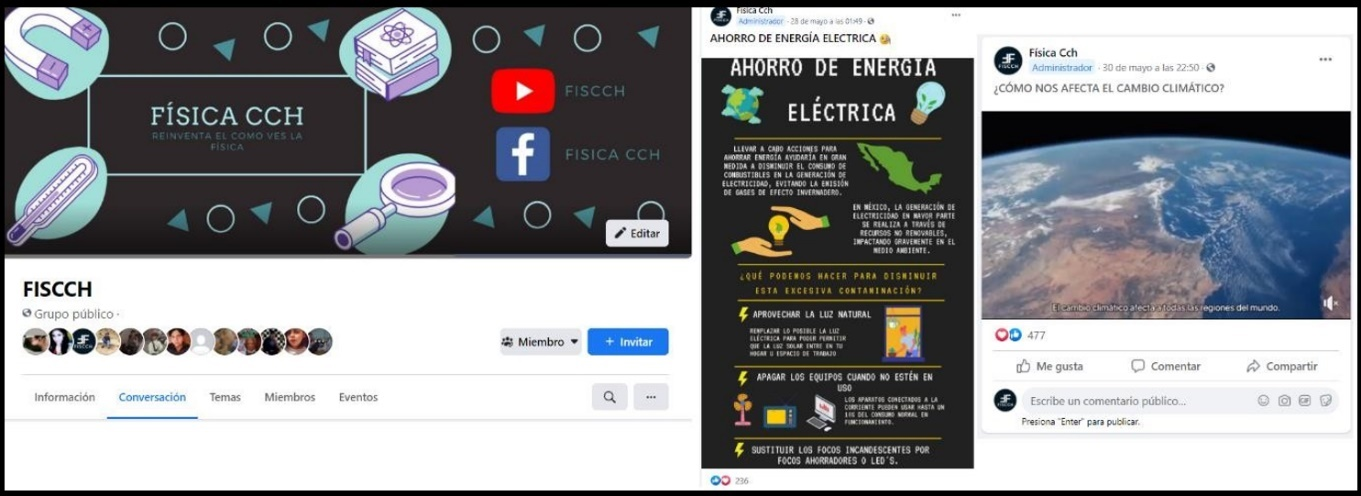 FÍSICA CCH
REINVENTA EL COMO VES LA
FÍSICA
FISCCH
FISICA CCH
Editar
FISCCH
Grupo público ·
Miembro
+ Invitar
Información
Conversación
Temas
Miembros
Eventos
Física Cch
Administrador · 28 de mayo a las 01:49 ·
AHORRO DE ENERGÍA ELECTRICA
AHORRO DE ENERGÍA
ELÉCTRICA
LLEVAR A CABO ACCIONES PARA
AHORRAR ENERGÍA AYUDARÍA EN GRAN
MEDIDA A DISMINUIR EL CONSUMO DE
COMBUSTIBLES EN LA GENERACIÓN DE
ELECTRICIDAD, EVITANDO LA EMISIÓN
DE GASES DE EFECTO INVERNADERO.
EN MÉXICO, LA GENERACIÓN DE
ELECTRICIDAD EN MAYOR PARTE
SE REALIZA A TRAVÉS DE
RECURSOS NO RENOVABLES,
IMPACTANDO GRAVEMENTE EN EL
MEDIO AMBIENTE.
¿QUÉ PODEMOS HACER PARA DISMINUIR
ESTA EXCESIVA CONTAMINACIÓN?
APROVECHAR LA LUZ NATURAL
REMPLAZAR LO POSIBLE LA LUZ
ELÉCTRICA PARA PODER PERMITIR
QUE LA LUZ SOLAR ENTRE EN TU
HOGAR U ESPACIO DE TRABAJO
APAGAR LOS EQUIPOS CUANDO NO ESTÉN EN
USO
LOS APARATOS CONECTADOS A LA
CORRIENTE PUEDEN USAR HASTA UN
10% DEL CONSUMO NORMAL EN
FUNCIONAMIENTO.
SUSTITUIR LOS FOCOS INCANDESCENTES POR
FOCOS AHORRADORES O LED´S.
236
FISCCH
Física Cch
Administrador · 30 de mayo a las 22:50 ·
¿CÓMO NOS AFECTA EL CAMBIO CLIMÁTICO?
El cambio climático afecta a todas las regiones del mundo.
477
Me gusta
Comentar
Compartir
Escribe un comentario público...
GIF
Presiona "Enter" para publicar.